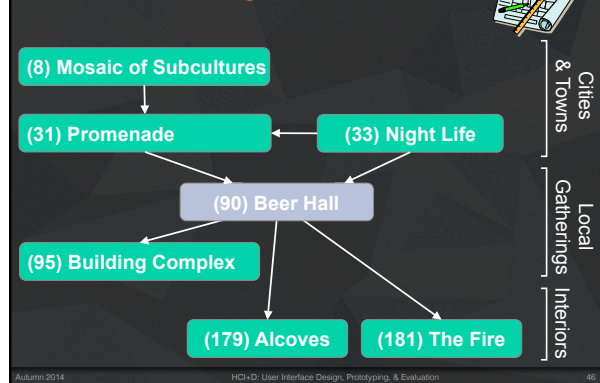 (8) Mosaic of Subcultures
(31) Promenade
(33) Night Life
Cities
& Towns
(90) Beer Hall
(95) Building Complex
Local
Gatherings
(179) Alcoves
(181) The Fire
Interiors
Autumn 2014
HCI+D: User Interface Design, Prototyping, & Evaluation
46